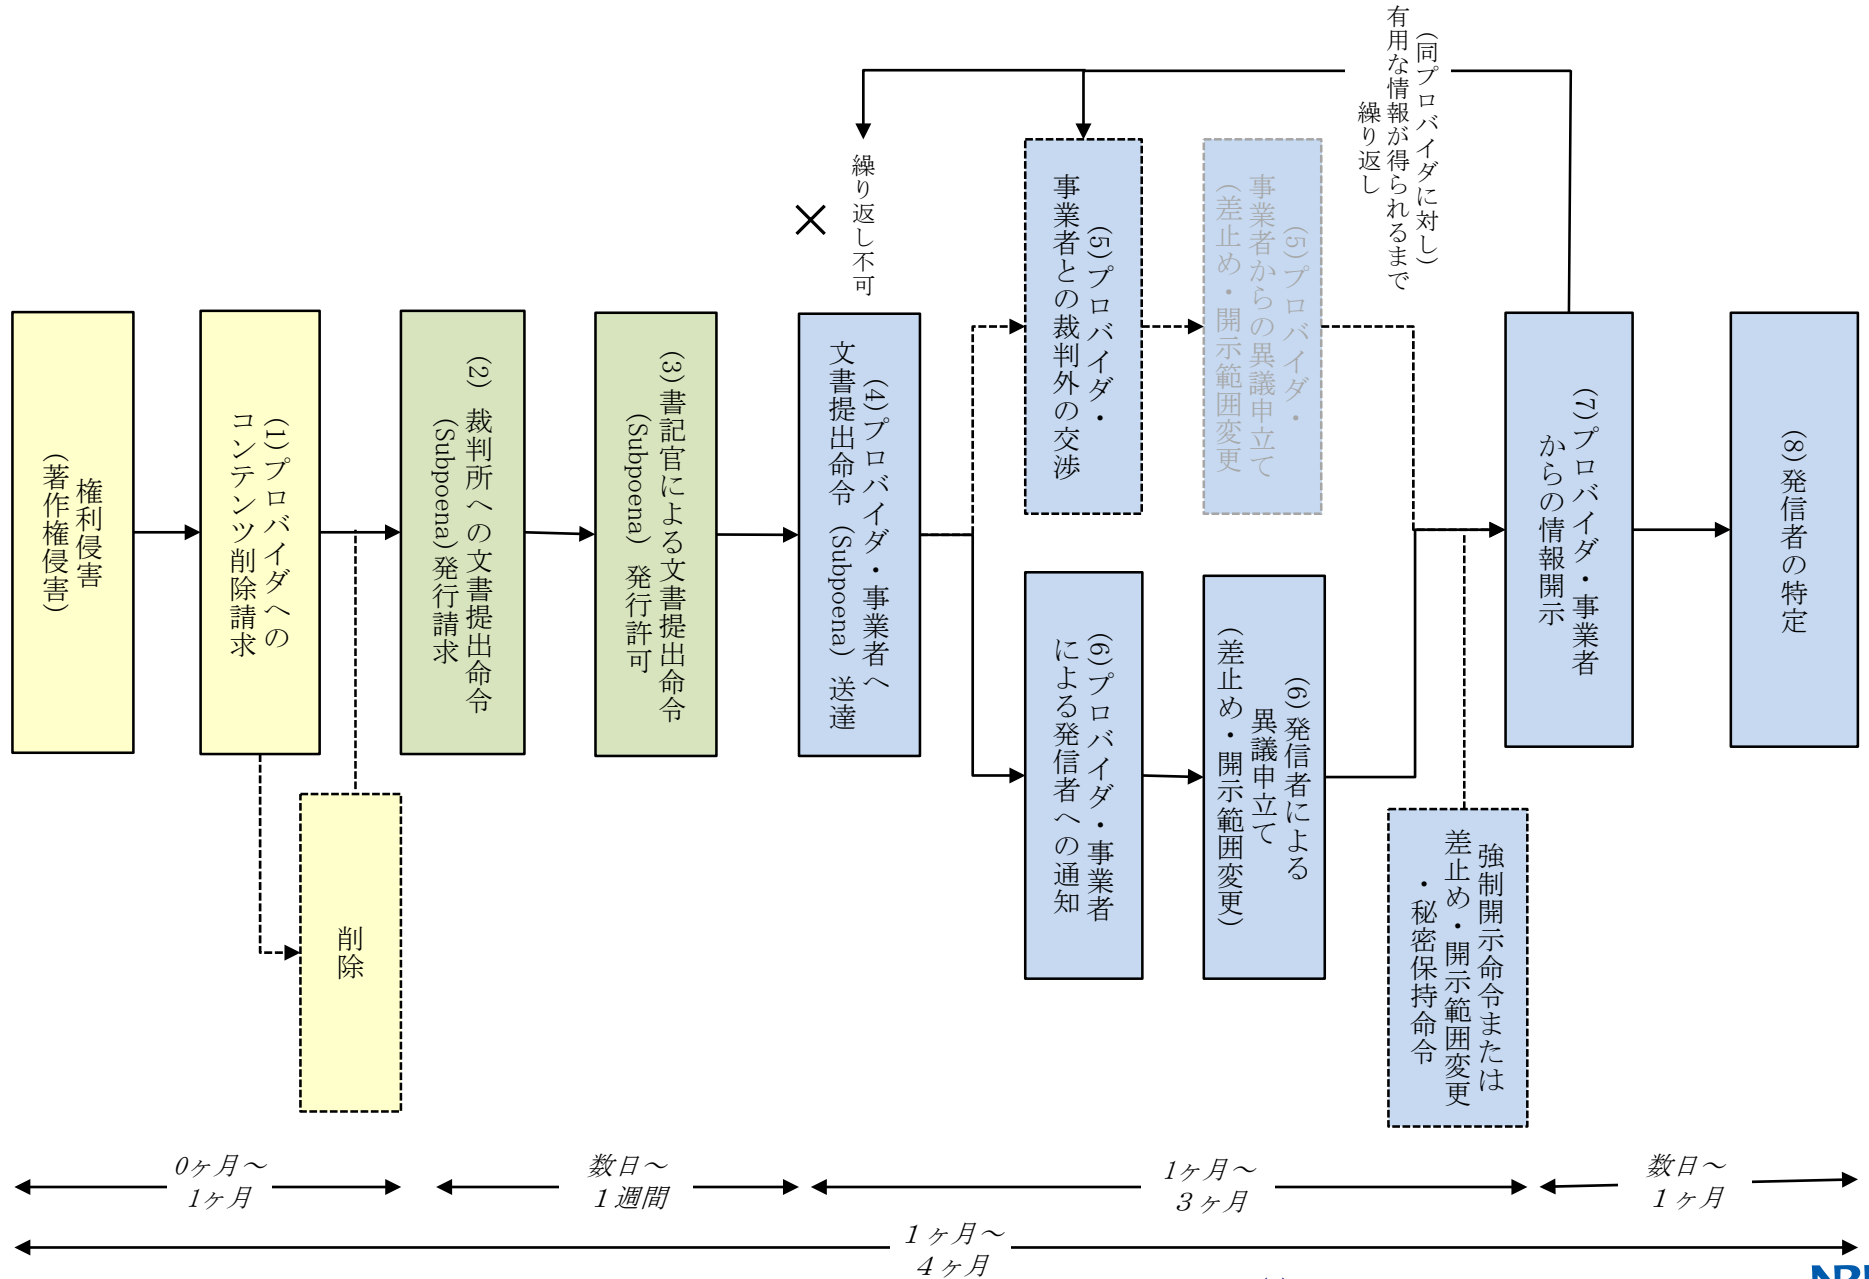 権利侵害
(著作権侵害)
(1)プロバイダへの
コンテンツ削除請求
削除
(2) 裁判所への文書提出命令
(Subpoena)発行請求
(3)書記官による文書提出命令
(Subpoena) 発行許可
(4)プロバイダ・事業者へ
文書提出命令 (Subpoena) 送達
×
繰り返し不可
(5)プロバイダ・
事業者との裁判外の交渉
(5)プロバイダ・
事業者からの異議申立て
(差止め・開示範囲変更)
(6)プロバイダ・事業者
による発信者への通知
(6)発信者による
異議申立て
(差止め・開示範囲変更)
(同プロバイダに対し)
有用な情報が得られるまで
繰り返し
強制開示命令または
差止め・開示範囲変更
・秘密保持命令
(7)プロバイダ・事業者
からの情報開示
(8)発信者の特定
0ヶ月～
1ヶ月
数日～
１週間
1ヶ月～
３ヶ月
数日～
１ヶ月
１ヶ月～
４ヶ月